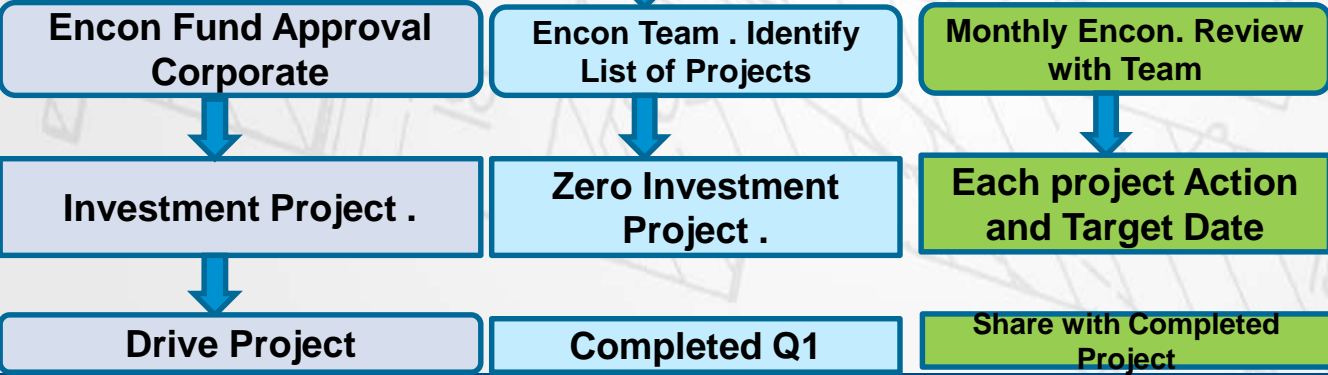 Encon Fund Approval
Corporate
Encon Team . Identify
List of Projects
Monthly Encon. Review
with Team
Investment Project .
Zero Investment
Project .
Each project Action
and Target Date
Drive Project
Completed Q1
Share with Completed
Project